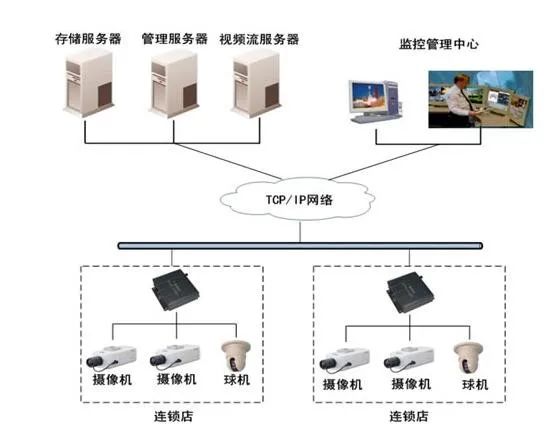 存储服务器
管理服务器
视频流服务器
监控管理中心
TCP/IP网络
摄像机
摄像机
球机
摄像机
摄像机
球机
连锁店
连锁店